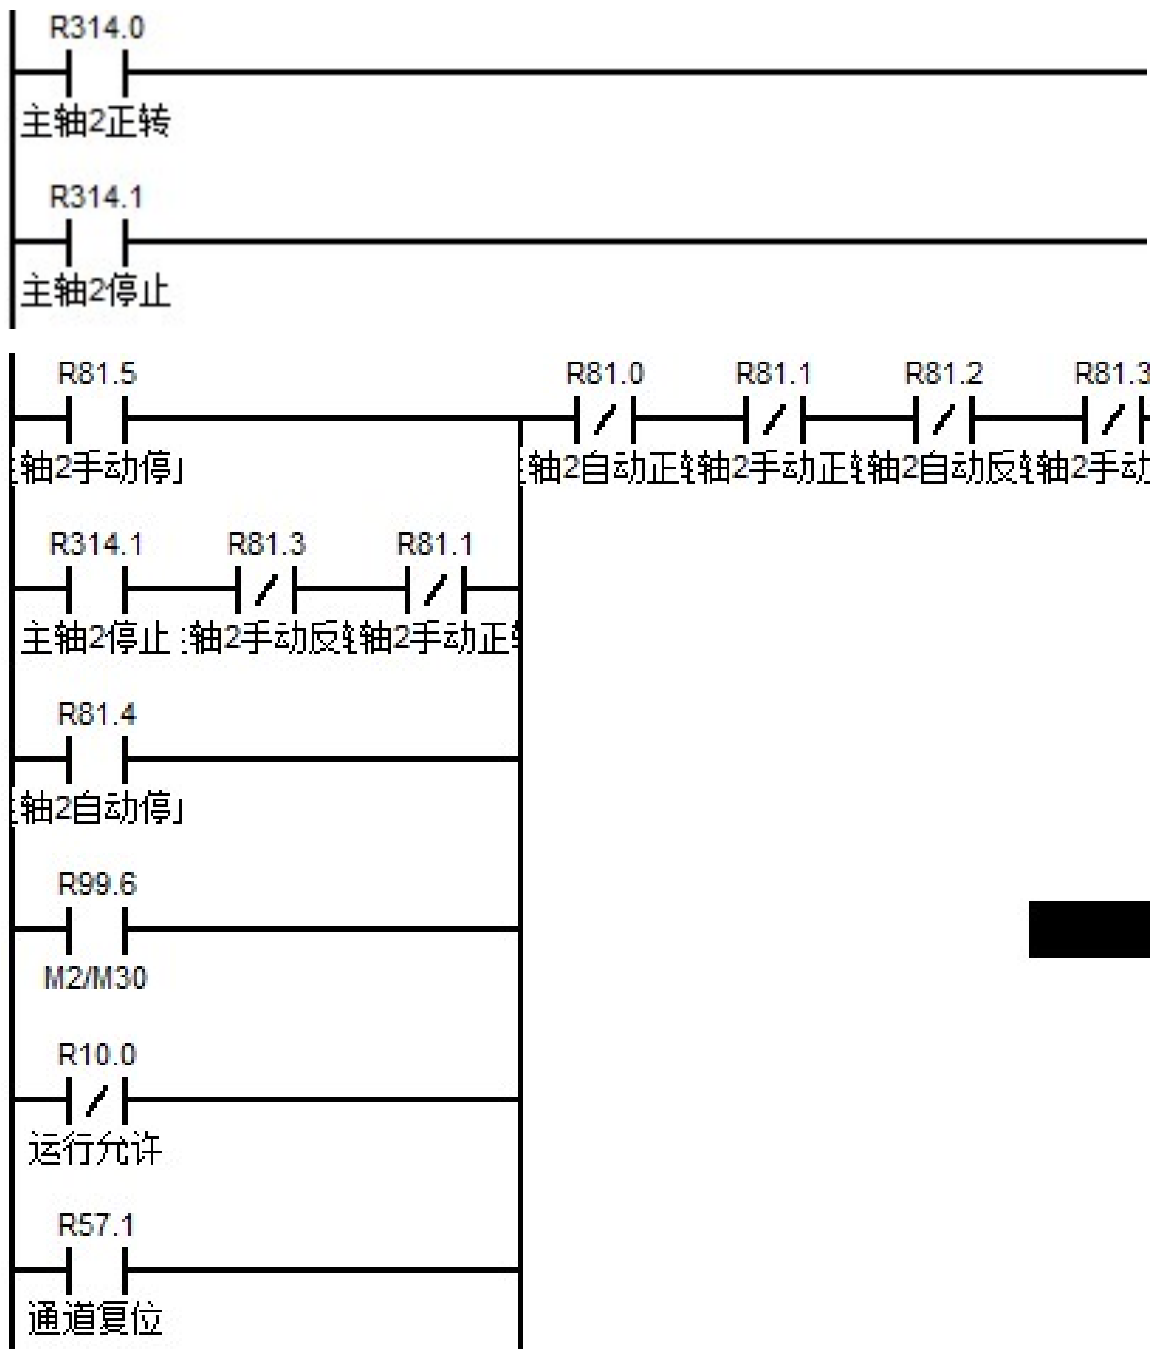 R314.0
主轴2正转
R314.1
主轴2停止
R81.5 R81.0 R81.1 R81.2 R81.3
轴2手动停 轴2自动正 轴2手动正 轴2自动反 轴2手动
R314.1 R81.3 R81.1
主轴2停止 轴2手动反 轴2手动正
R81.4
轴2自动停
R99.6
M2/M30
R10.0
运行允许
R57.1
通道复位